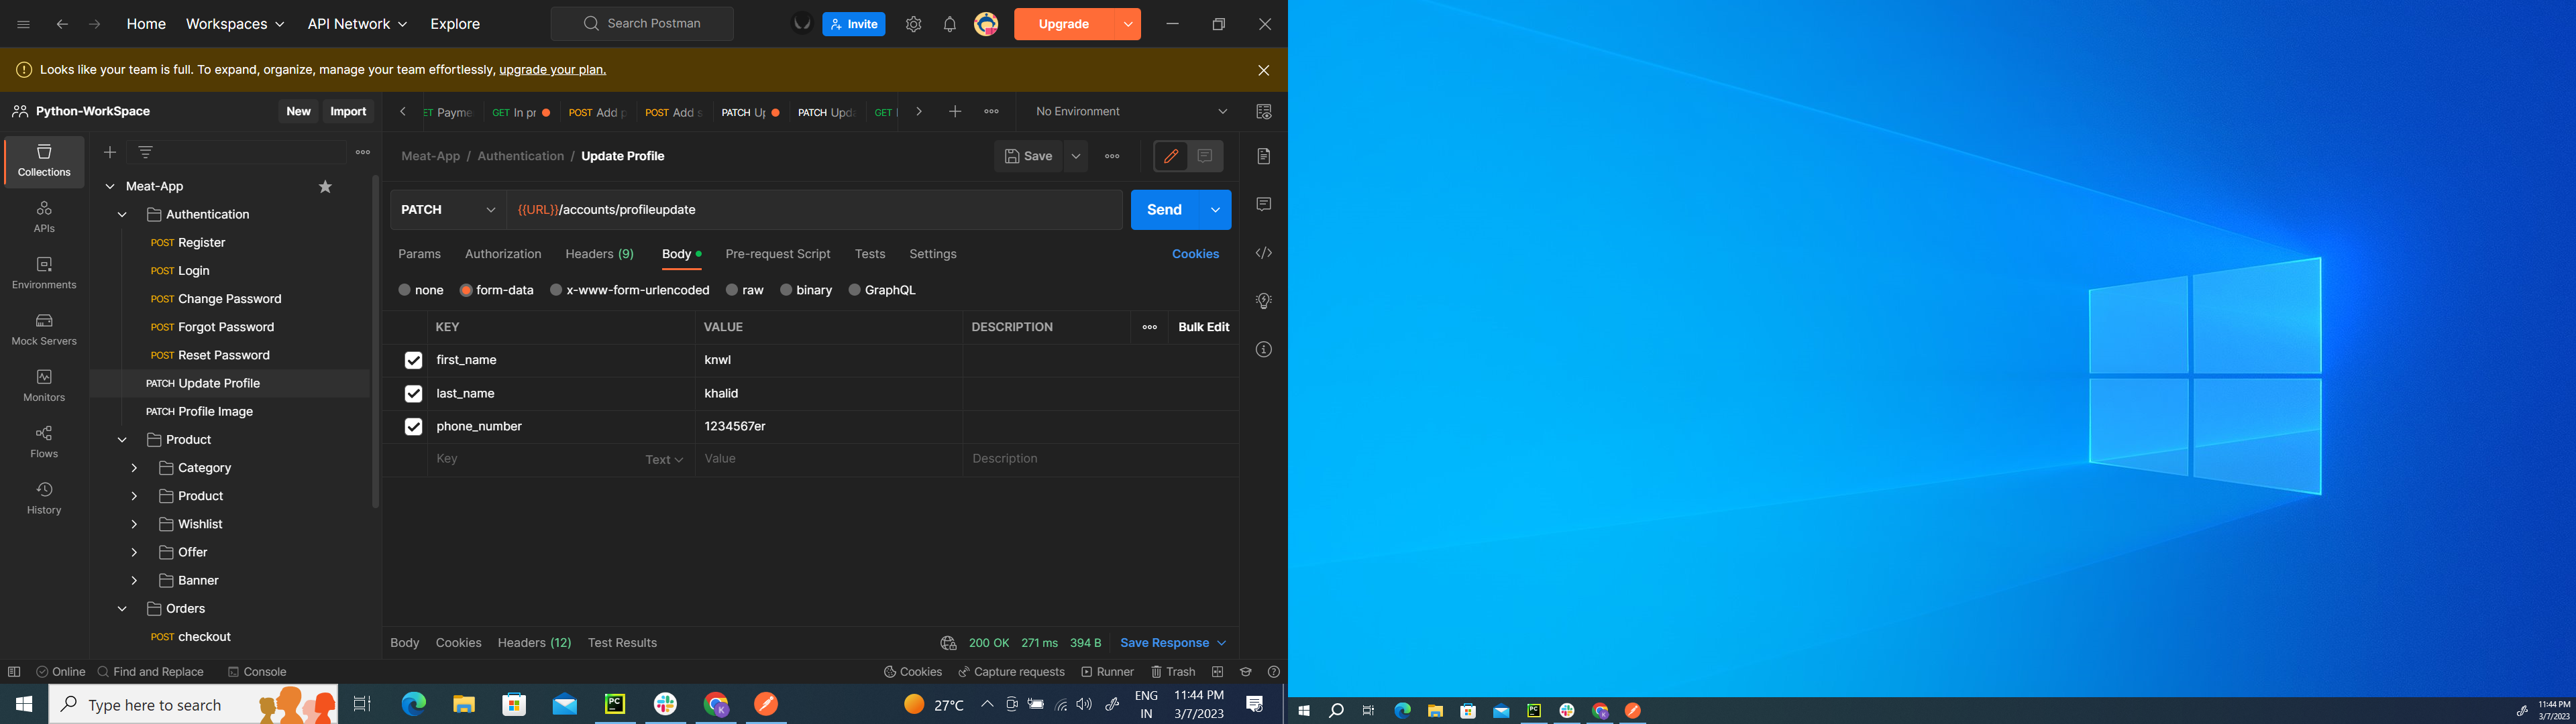 Home Workspaces API Network Explore Search Postman Invite Upgrade
Looks like your team is full. To expand, organize, manage your team effortlessly, upgrade your plan.
Python-WorkSpace New Import
ET Payme GET In pr POST Add p POST Add s PATCH Up PATCH Upda GET No Environment
Collections
APIs
Environments
Mock Servers
Monitors
Flows
History
Meat-App
Authentication
POST Register
POST Login
POST Change Password
POST Forgot Password
POST Reset Password
PATCH Update Profile
PATCH Profile Image
Product
Category
Product
Wishlist
Offer
Banner
Orders
POST checkout
Meat-App / Authentication / Update Profile Save
PATCH {{URL}}/accounts/profileupdate Send
Params Authorization Headers (9) Body Pre-request Script Tests Settings Cookies
none form-data x-www-form-urlencoded raw binary GraphQL
KEY VALUE DESCRIPTION Bulk Edit
first_name knwl
last_name khalid
phone_number 1234567er
Key Text Value Description
Body Cookies Headers (12) Test Results 200 OK 271 ms 394 B Save Response
Online Find and Replace Console Cookies Capture requests Runner Trash
Type here to search 27°C ENG IN 11:44 PM 3/7/2023
11:44 PM
3/7/2023